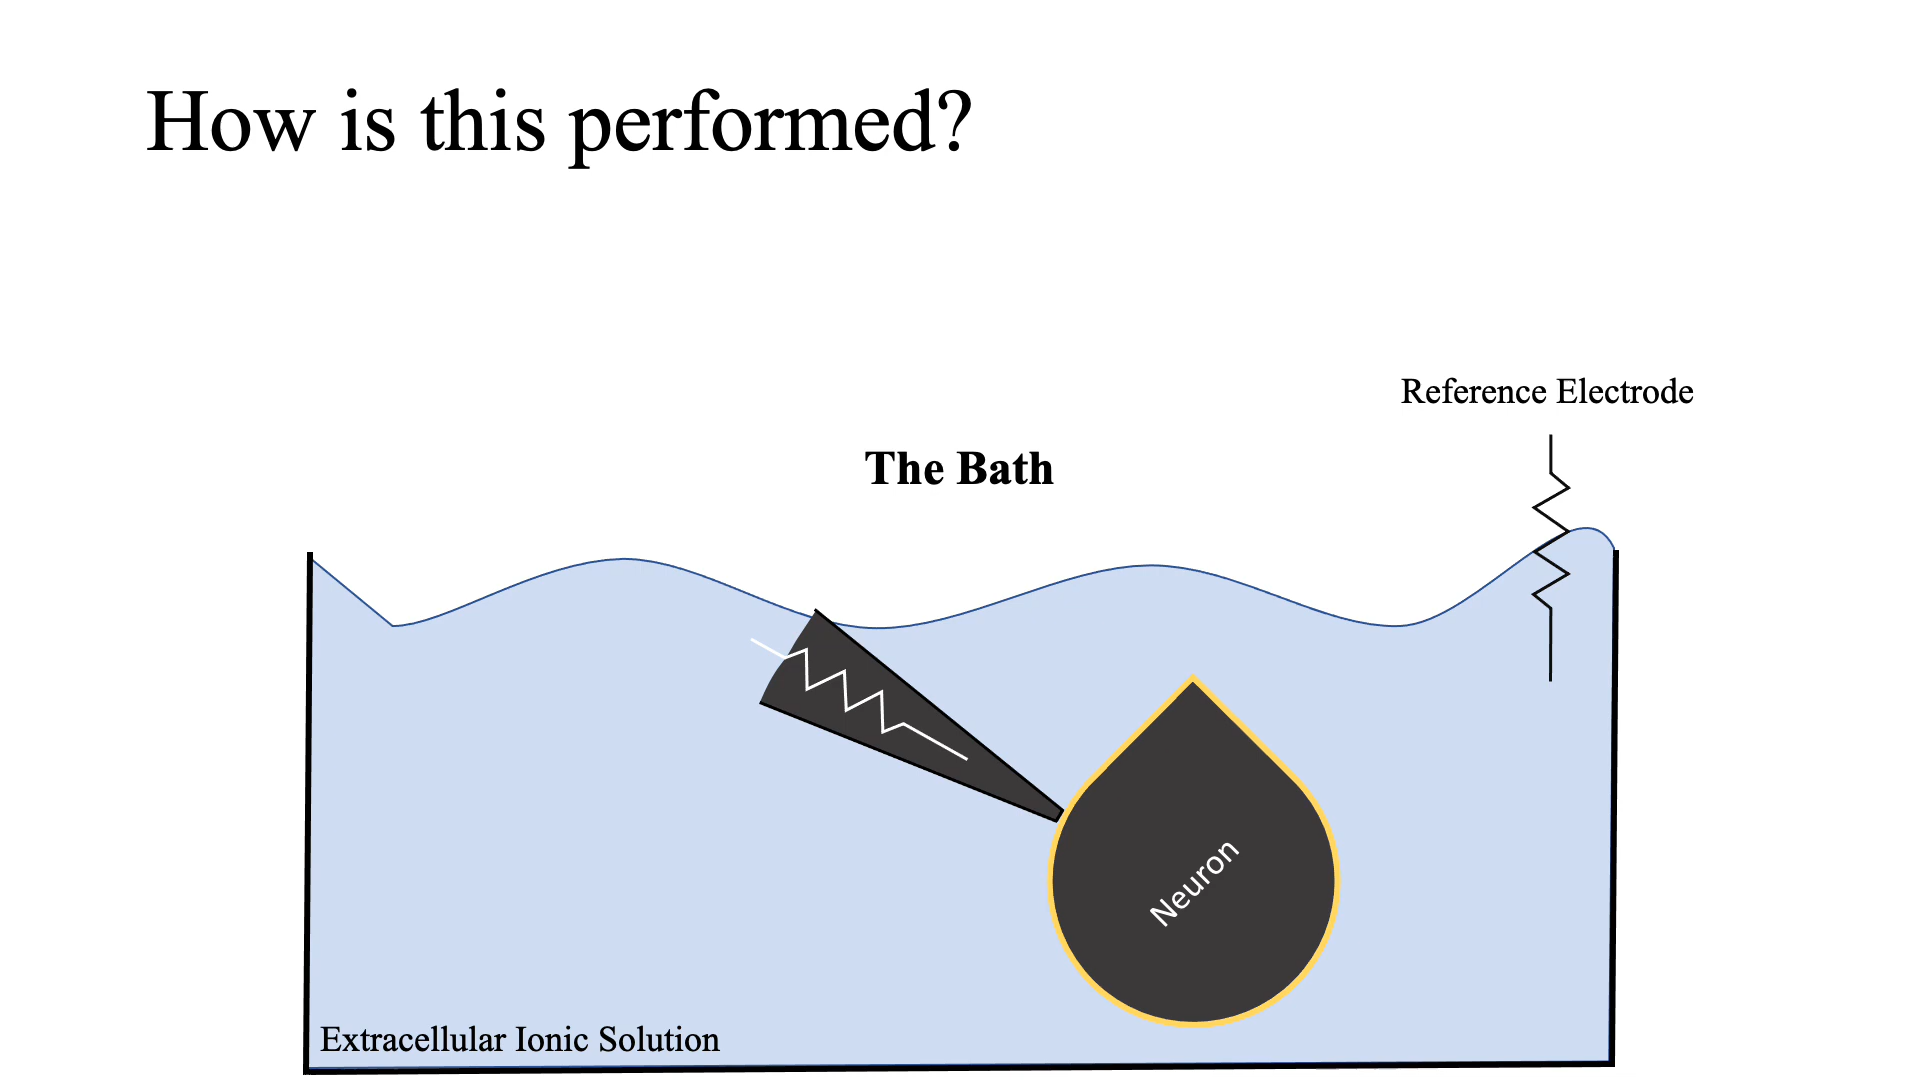 How is this performed?
Reference Electrode
The Bath
Neuron
Extracellular Ionic Solution